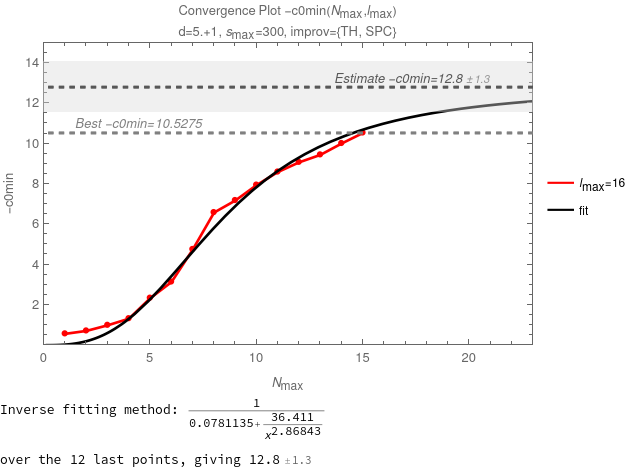 Convergence Plot −c0min(Nmax,lmax)
d=5.+1, smax=300, improv={TH, SPC}
14
12
10
8
6
4
2
−c0min
Estimate −c0min=12.8 ±1.3
Best −c0min=10.5275
0 5 10 15 20
Nmax
lmax=16
fit
Inverse fitting method: 1
0.0781135+ 36.411
x^2.86843
over the 12 last points, giving 12.8 ±1.3